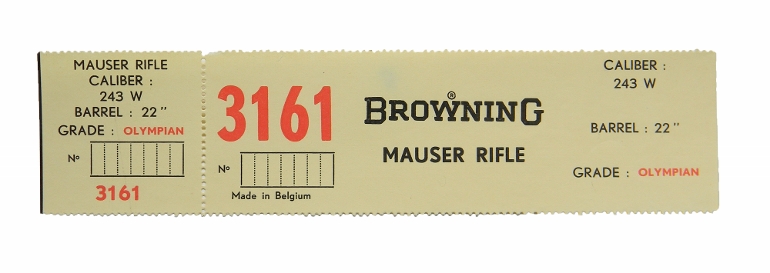 MAUSER RIFLE
CALIBER :
243 W
BARREL : 22"
GRADE : OLYMPIAN
Nº
3161
3161
Nº
Made in Belgium
BROWNING
®
MAUSER RIFLE
CALIBER :
243 W
BARREL : 22"
GRADE : OLYMPIAN